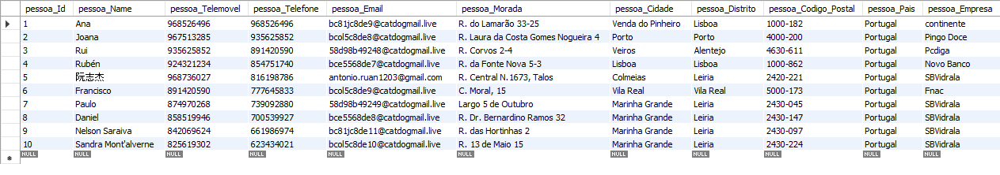 pessoa_Id pessoa_Name pessoa_Telemovel pessoa_Telefone pessoa_Email pessoa_Morada pessoa_Cidade pessoa_Distrito pessoa_Codigo_Postal pessoa_Pais pessoa_Empresa
1 Ana 968526496 968526496 bc81jc8de9@catdogmail.live R. do Lamarão 33-25 Venda do Pinheiro Lisboa 1000-182 Portugal continente
2 Joana 967513285 935625852 bcol5c8de8@catdogmail.live R. Laura da Costa Gomes Nogueira 4 Porto Porto 4000-200 Portugal Pingo Doce
3 Rui 935625852 891420590 58d98b49248@catdogmail.live R. Corvos 2-4 Veiros Alentejo 4630-611 Portugal Pcdiga
4 Rubén 924321234 854751740 bce5568de7@catdogmail.live R. da Fonte Nova 5-3 Lisboa Lisboa 1000-862 Portugal Novo Banco
5 阮志杰 968736027 816198786 antonio.ruan1203@gmail.com R. Central N.1673, Talos Colmeias Leiria 2420-221 Portugal SBVidrala
6 Francisco 891420590 777645833 bcol5c8de9@catdogmail.live C. Moral, 15 Vila Real Vila Real 5000-173 Portugal Fnac
7 Paulo 874970268 739092880 58d98b49249@catdogmail.live Largo 5 de Outubro Marinha Grande Leiria 2430-045 Portugal SBVidrala
8 Daniel 858519946 700539927 bce5568de8@catdogmail.live R. Dr. Bernardino Ramos 32 Marinha Grande Leiria 2430-147 Portugal SBVidrala
9 Nelson Saraiva 842069624 661986974 bc81jc8de11@catdogmail.live R. das Hortinhas 2 Marinha Grande Leiria 2430-097 Portugal SBVidrala
10 Sandra Mont'alverne 825619302 623434021 bcol5c8de10@catdogmail.live R. 13 de Maio 15 Marinha Grande Leiria 2430-224 Portugal SBVidrala
NULL NULL NULL NULL NULL NULL NULL NULL NULL NULL NULL